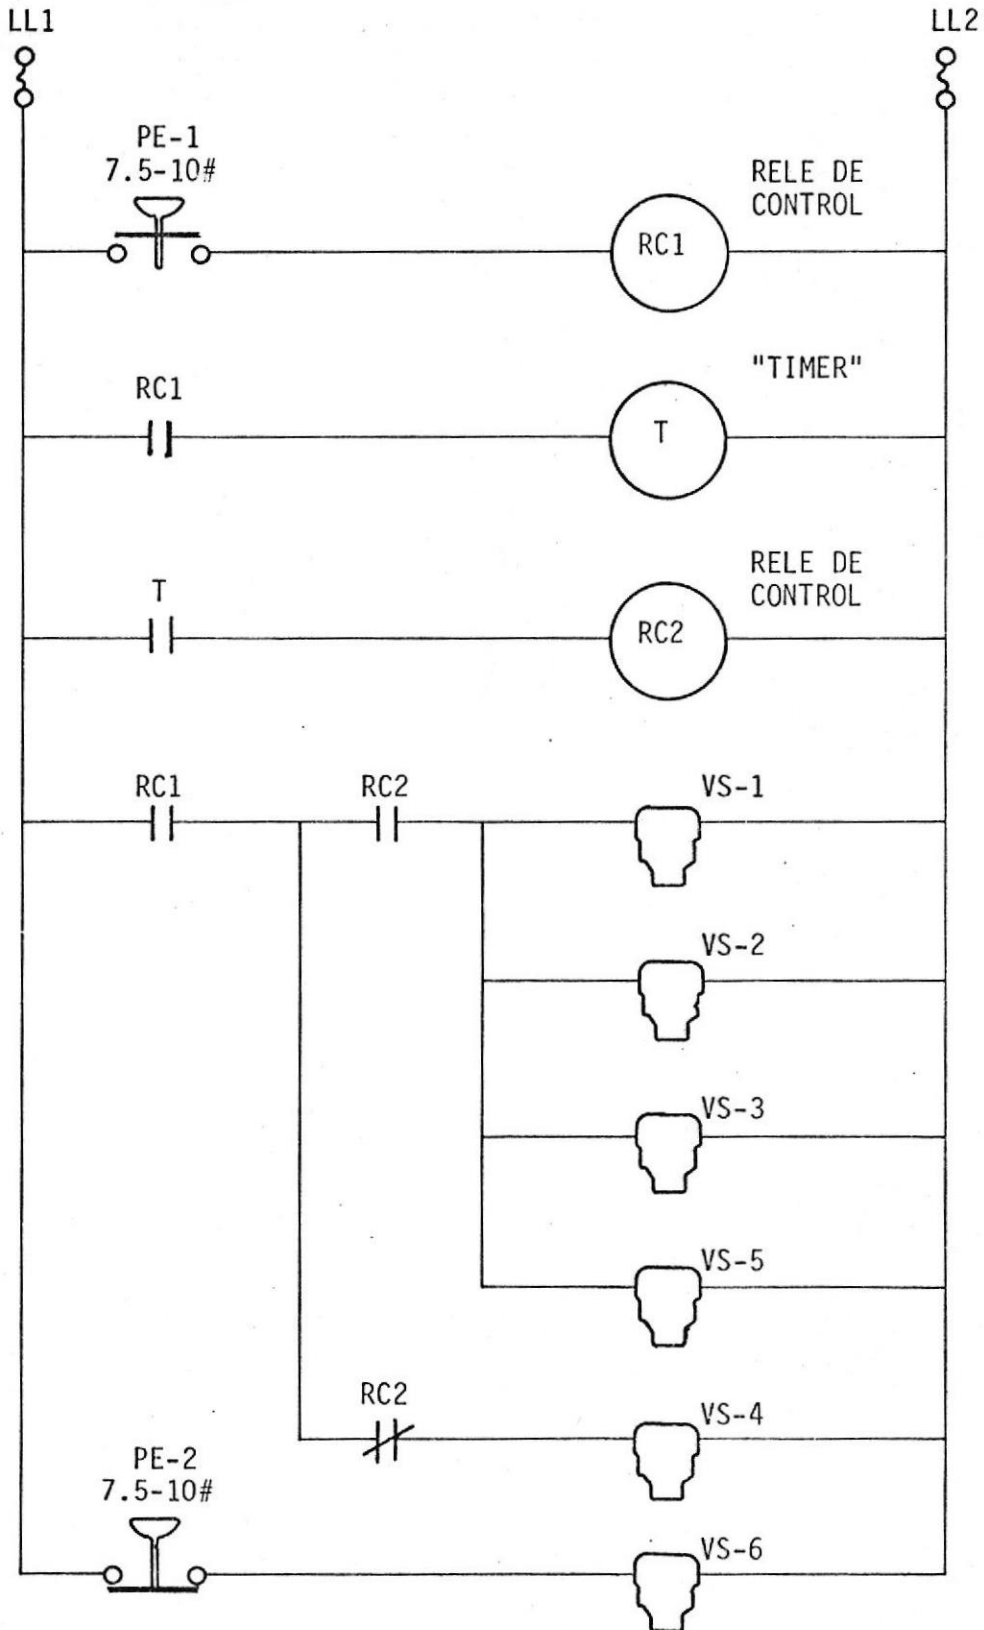 LL1
LL2
PE-1
7.5-10#
RELE DE
CONTROL
RC1
"TIMER"
RC1
T
RELE DE
CONTROL
T
RC2
RC1
RC2
VS-1
VS-2
VS-3
VS-5
RC2
VS-4
PE-2
7.5-10#
VS-6